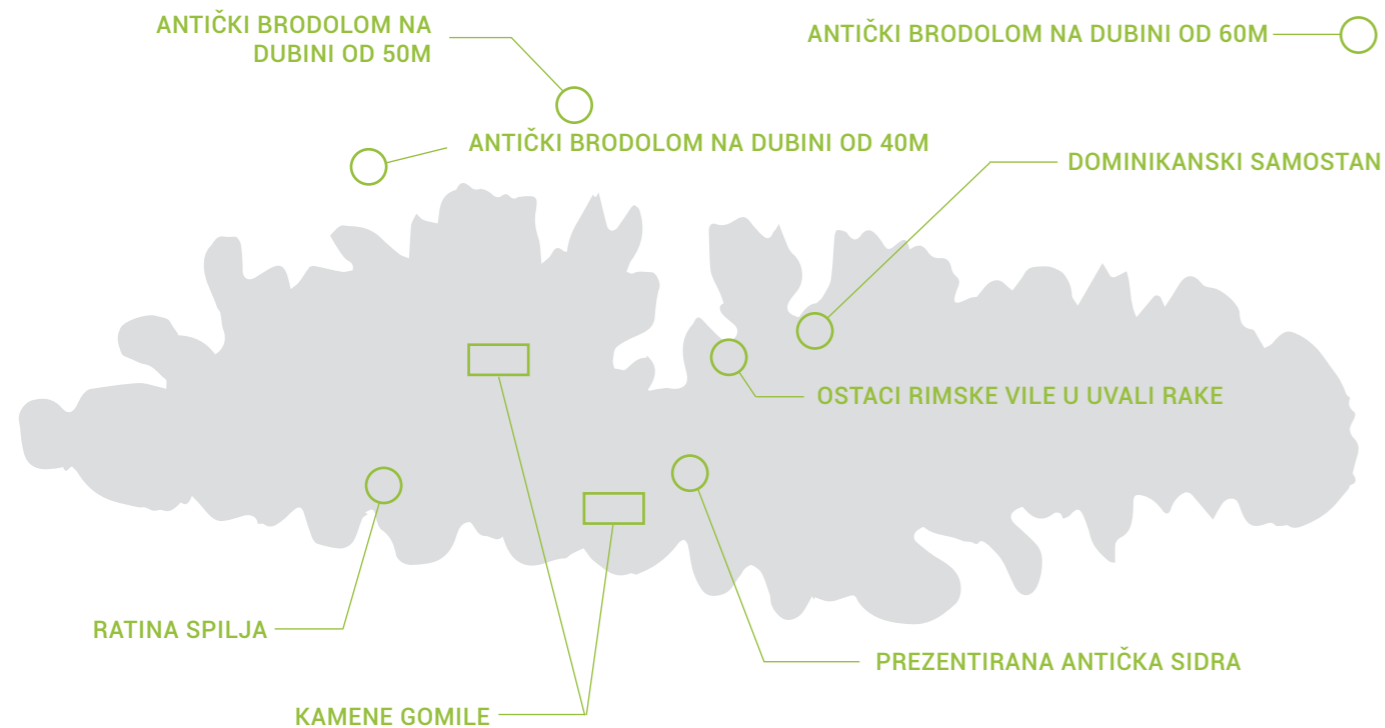 ANTIČKI BRODOLOM NA
DUBINI OD 50M
ANTIČKI BRODOLOM NA DUBINI OD 60M
ANTIČKI BRODOLOM NA DUBINI OD 40M
DOMINIKANSKI SAMOSTAN
OSTACI RIMSKE VILE U UVALI RAKE
RATINA SPILJA
PREZENTIRANA ANTIČKA SIDRA
KAMENE GOMILE